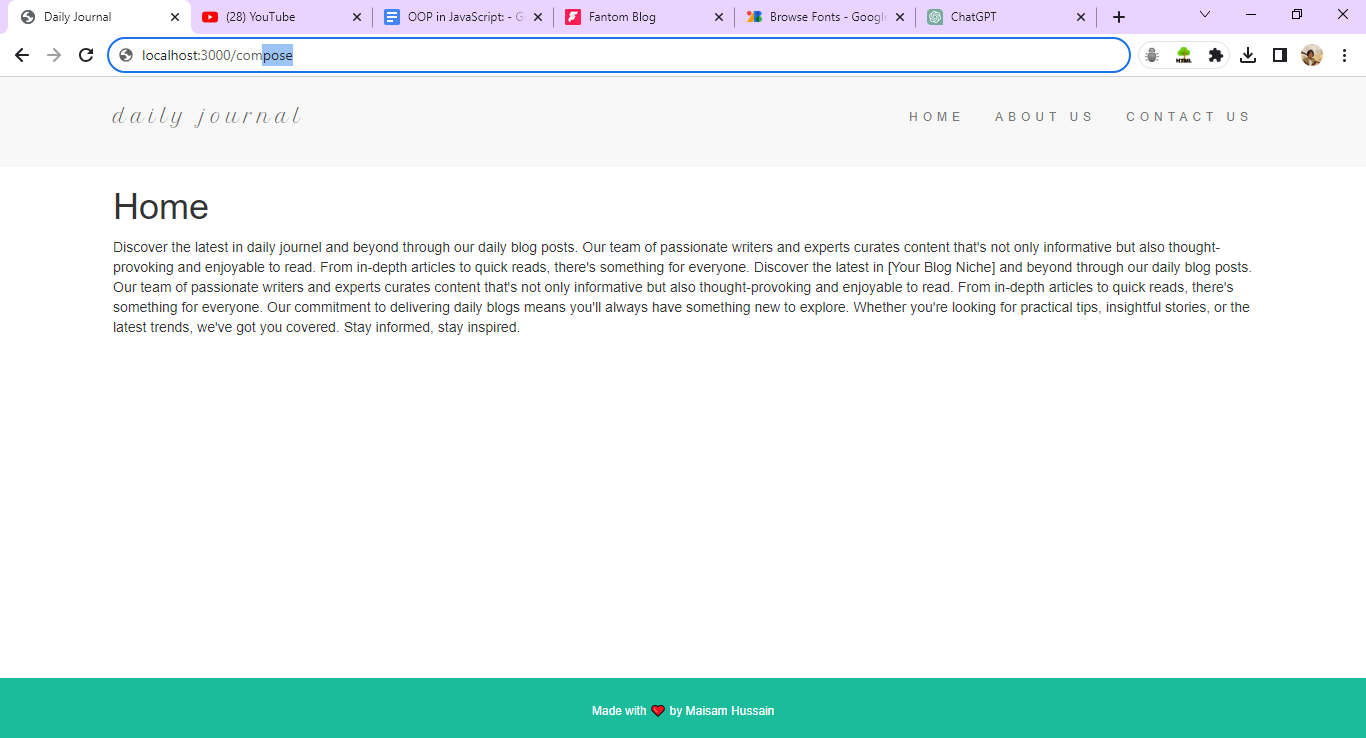 Daily Journal
(28) YouTube
OOP in JavaScript: - G
Fantom Blog
Browse Fonts - Google
ChatGPT
localhost:3000/compose
HTML
daily journal
HOME ABOUT US CONTACT US
Home
Discover the latest in daily journel and beyond through our daily blog posts. Our team of passionate writers and experts curates content that's not only informative but also thought-
provoking and enjoyable to read. From in-depth articles to quick reads, there's something for everyone. Discover the latest in [Your Blog Niche] and beyond through our daily blog posts.
Our team of passionate writers and experts curates content that's not only informative but also thought-provoking and enjoyable to read. From in-depth articles to quick reads, there's
something for everyone. Our commitment to delivering daily blogs means you'll always have something new to explore. Whether you're looking for practical tips, insightful stories, or the
latest trends, we've got you covered. Stay informed, stay inspired.
Made with ❤ by Maisam Hussain